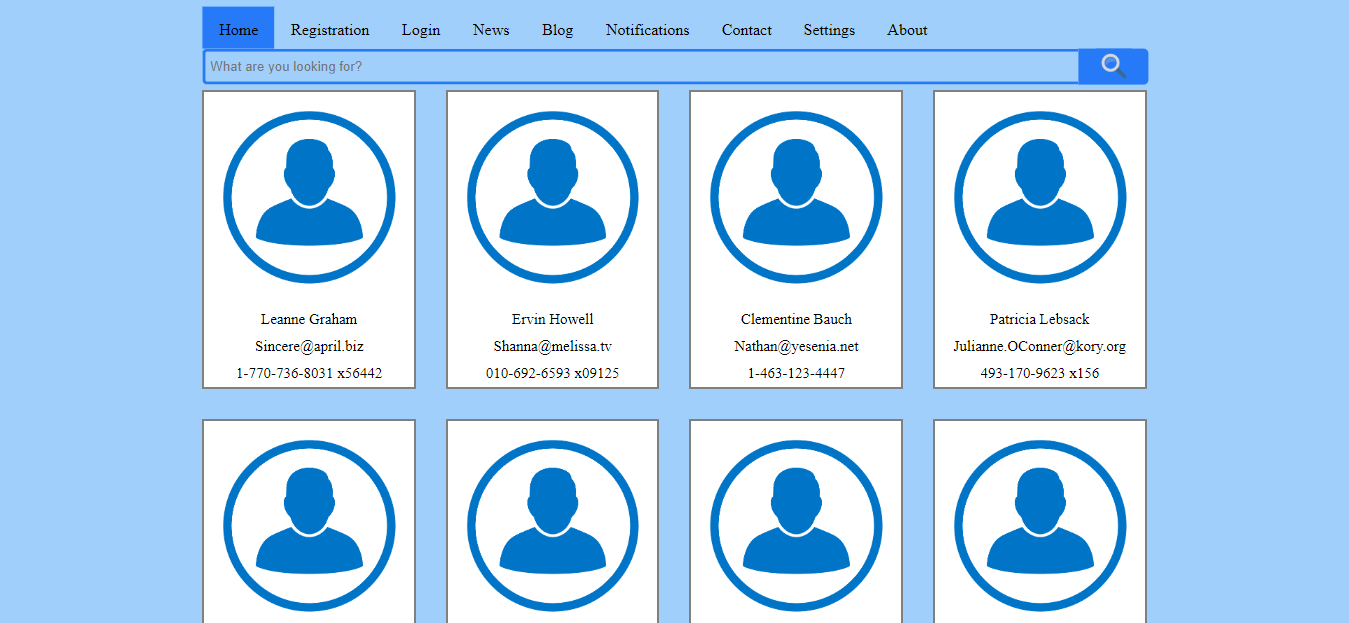 Home Registration Login News Blog Notifications Contact Settings About
What are you looking for?
Leanne Graham
Sincere@april.biz
1-770-736-8031 x56442
Ervin Howell
Shanna@melissa.tv
010-692-6593 x09125
Clementine Bauch
Nathan@yesenia.net
1-463-123-4447
Patricia Lebsack
Julianne.OConner@kory.org
493-170-9623 x156